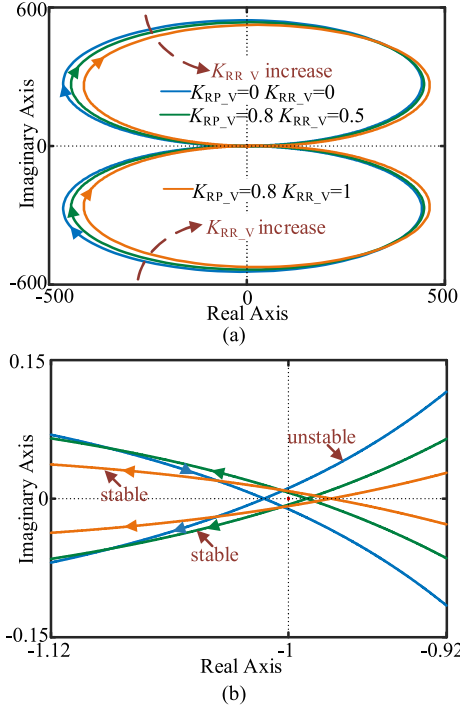 600
K_RR_V increase
K_RP_V=0 K_RR_V=0
K_RP_V=0.8 K_RR_V=0.5
Imaginary Axis
0
K_RP_V=0.8 K_RR_V=1
K_RR_V increase
-600
-500
0
500
Real Axis
(a)
0.15
unstable
Imaginary Axis
stable
0
stable
-0.15
-1.12
-1
-0.92
Real Axis
(b)